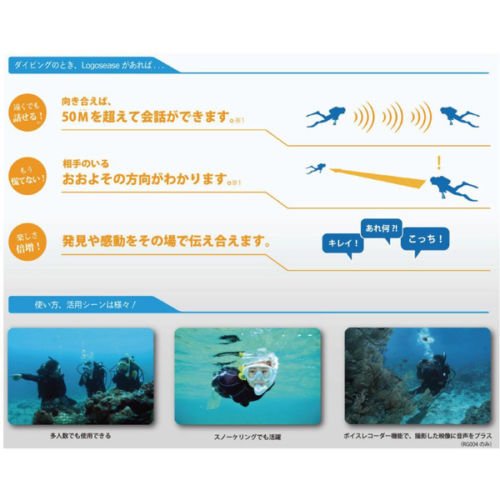 ダイビングのとき、Logosease があれば...
遠くでも
話せる！
向き合えば、
50Mを超えて会話ができます。※1
もう
慌てない！
相手のいる
おおよその方向がわかります。※1
！
楽しさ
倍増！
発見や感動をその場で伝え合えます。
キレイ！
あれ何?!
こっち！
使い方、活用シーンは様々！
多人数でも使用できる
スノーケリングでも活躍
ボイスレコーダー機能で、撮影した映像に音声をプラス
（RG004のみ）